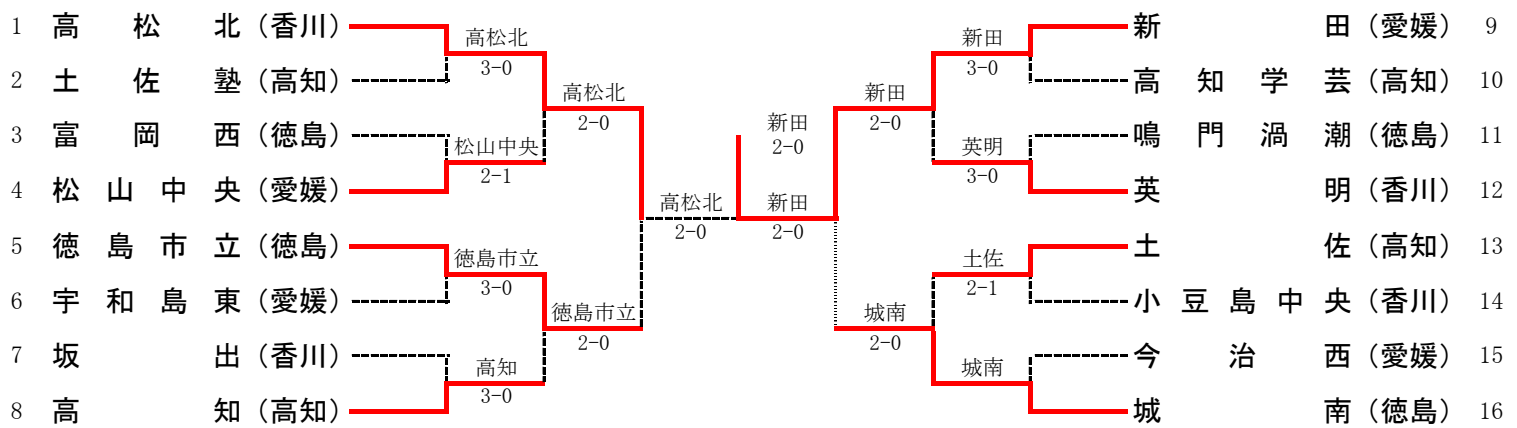 1 高松北（香川）
2 土佐塾（高知）
3 富岡西（徳島）
4 松山中央（愛媛）
5 徳島市立（徳島）
6 宇和島東（愛媛）
7 坂出（香川）
8 高知（高知）
高松北
3-0
松山中央
2-1
徳島市立
3-0
高知
3-0
高松北
2-0
徳島市立
2-0
高松北
2-0
新田
2-0
新田
2-0
新田
2-0
城南
2-0
新田
3-0
英明
3-0
土佐
2-1
城南
新田（愛媛） 9
高知学芸（高知） 10
鳴門渦潮（徳島） 11
英明（香川） 12
土佐（高知） 13
小豆島中央（香川） 14
今治西（愛媛） 15
城南（徳島） 16